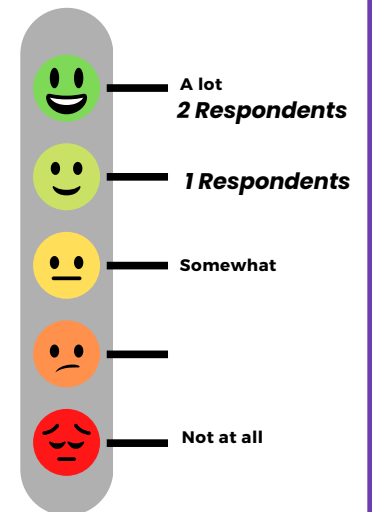 A lot
2 Respondents
1 Respondents
Somewhat
Not at all